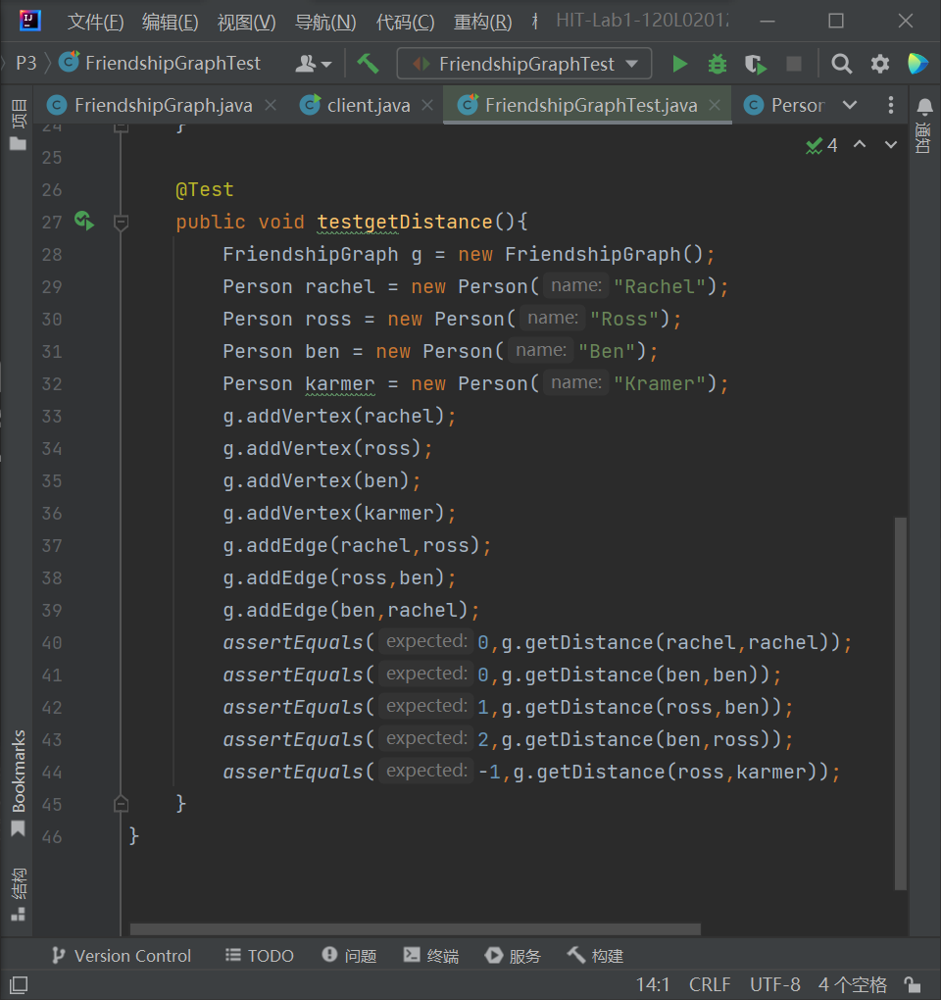 文件(F) 编辑(E) 视图(V) 导航(N) 代码(C) 重构(R) HIT-Lab1-120L0201
P3 FriendshipGraphTest FriendshipGraphTest
FriendshipGraph.java client.java FriendshipGraphTest.java Person
项目
通知
4
24 }
25
26 @Test
27 public void testgetDistance(){
28 FriendshipGraph g = new FriendshipGraph();
29 Person rachel = new Person( name: "Rachel");
30 Person ross = new Person( name: "Ross");
31 Person ben = new Person( name: "Ben");
32 Person karmer = new Person( name: "Kramer");
33 g.addVertex(rachel);
34 g.addVertex(ross);
35 g.addVertex(ben);
36 g.addVertex(karmer);
37 g.addEdge(rachel,ross);
38 g.addEdge(ross,ben);
39 g.addEdge(ben,rachel);
40 assertEquals( expected: 0,g.getDistance(rachel,rachel));
41 assertEquals( expected: 0,g.getDistance(ben,ben));
42 assertEquals( expected: 1,g.getDistance(ross,ben));
43 assertEquals( expected: 2,g.getDistance(ben,ross));
44 assertEquals( expected: -1,g.getDistance(ross,karmer));
45 }
46 }
Bookmarks
结构
Version Control TODO 问题 终端 服务 构建
14:1 CRLF UTF-8 4 个空格